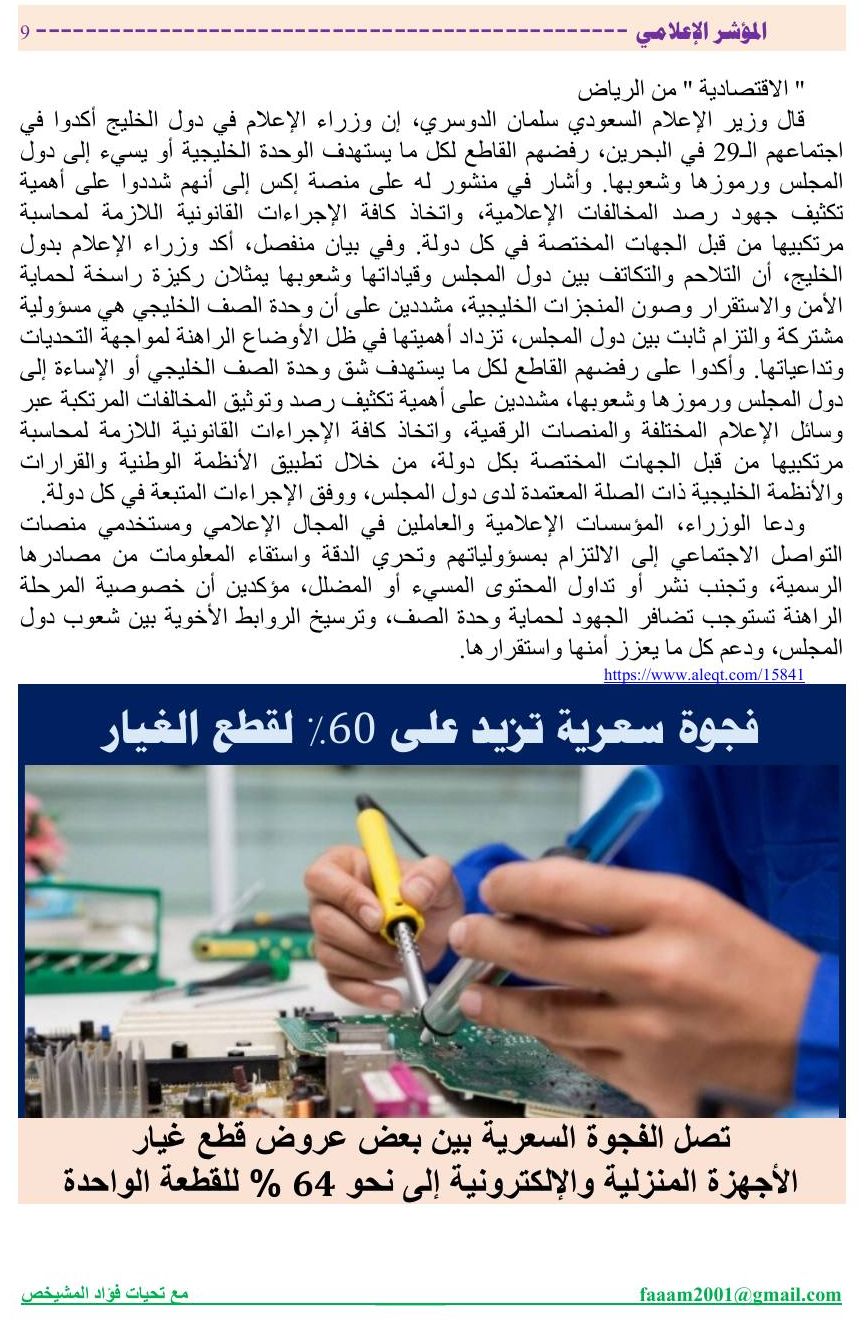 المؤشر الإعلامي ------------------------------------------------ 9
" الاقتصادية " من الرياض
قال وزير الإعلام السعودي سلمان الدوسري، إن وزراء الإعلام في دول الخليج أكدوا في
اجتماعهم الـ29 في البحرين، رفضهم القاطع لكل ما يستهدف الوحدة الخليجية أو يسيء إلى دول
المجلس ورموزها وشعوبها. وأشار في منشور له على منصة إكس إلى أنهم شددوا على أهمية
تكثيف جهود رصد المخالفات الإعلامية، واتخاذ كافة الإجراءات القانونية اللازمة لمحاسبة
مرتكبيها من قبل الجهات المختصة في كل دولة. وفي بيان منفصل، أكد وزراء الإعلام بدول
الخليج، أن التلاحم والتكاتف بين دول المجلس وقياداتها وشعوبها يمثلان ركيزة راسخة لحماية
الأمن والاستقرار وصون المنجزات الخليجية، مشددين على أن وحدة الصف الخليجي هي مسؤولية
مشتركة والتزام ثابت بين دول المجلس، تزداد أهميتها في ظل الأوضاع الراهنة لمواجهة التحديات
وتداعياتها. وأكدوا على رفضهم القاطع لكل ما يستهدف شق وحدة الصف الخليجي أو الإساءة إلى
دول المجلس ورموزها وشعوبها، مشددين على أهمية تكثيف رصد وتوثيق المخالفات المرتكبة عبر
وسائل الإعلام المختلفة والمنصات الرقمية، واتخاذ كافة الإجراءات القانونية اللازمة لمحاسبة
مرتكبيها من قبل الجهات المختصة بكل دولة، من خلال تطبيق الأنظمة الوطنية والقرارات
والأنظمة الخليجية ذات الصلة المعتمدة لدى دول المجلس، ووفق الإجراءات المتبعة في كل دولة.
ودعا الوزراء، المؤسسات الإعلامية والعاملين في المجال الإعلامي ومستخدمي منصات
التواصل الاجتماعي إلى الالتزام بمسؤولياتهم وتحري الدقة واستقاء المعلومات من مصادرها
الرسمية، وتجنب نشر أو تداول المحتوى المسيء أو المضلل، مؤكدين أن خصوصية المرحلة
الراهنة تستوجب تضافر الجهود لحماية وحدة الصف، وترسيخ الروابط الأخوية بين شعوب دول
المجلس، ودعم كل ما يعزز أمنها واستقرارها.
https://www.aleqt.com/15841
فجوة سعرية تزيد على 60٪ لقطع الغيار
تصل الفجوة السعرية بين بعض عروض قطع غيار
الأجهزة المنزلية والإلكترونية إلى نحو 64 % للقطعة الواحدة
faaam2001@gmail.com ________ مع تحيات فؤاد المشيخص